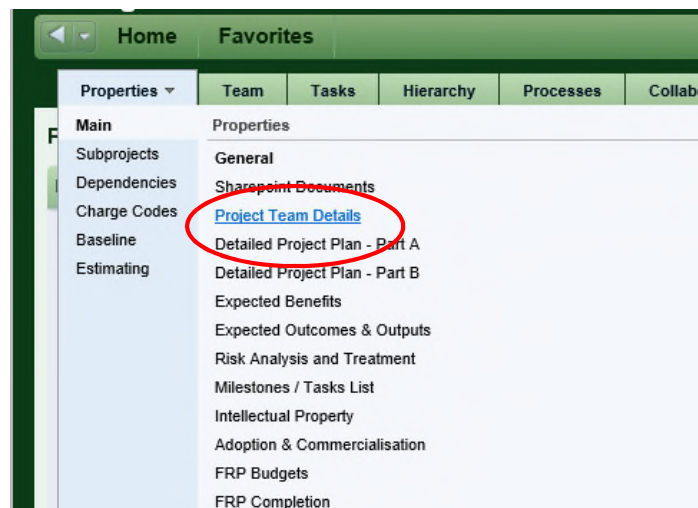 Home Favorites
Properties Team Tasks Hierarchy Processes Collab
Main
Subprojects
Dependencies
Charge Codes
Baseline
Estimating
Properties
General
Sharepoint Documents
Project Team Details
Detailed Project Plan - Part A
Detailed Project Plan - Part B
Expected Benefits
Expected Outcomes & Outputs
Risk Analysis and Treatment
Milestones / Tasks List
Intellectual Property
Adoption & Commercialisation
FRP Budgets
FRP Completion